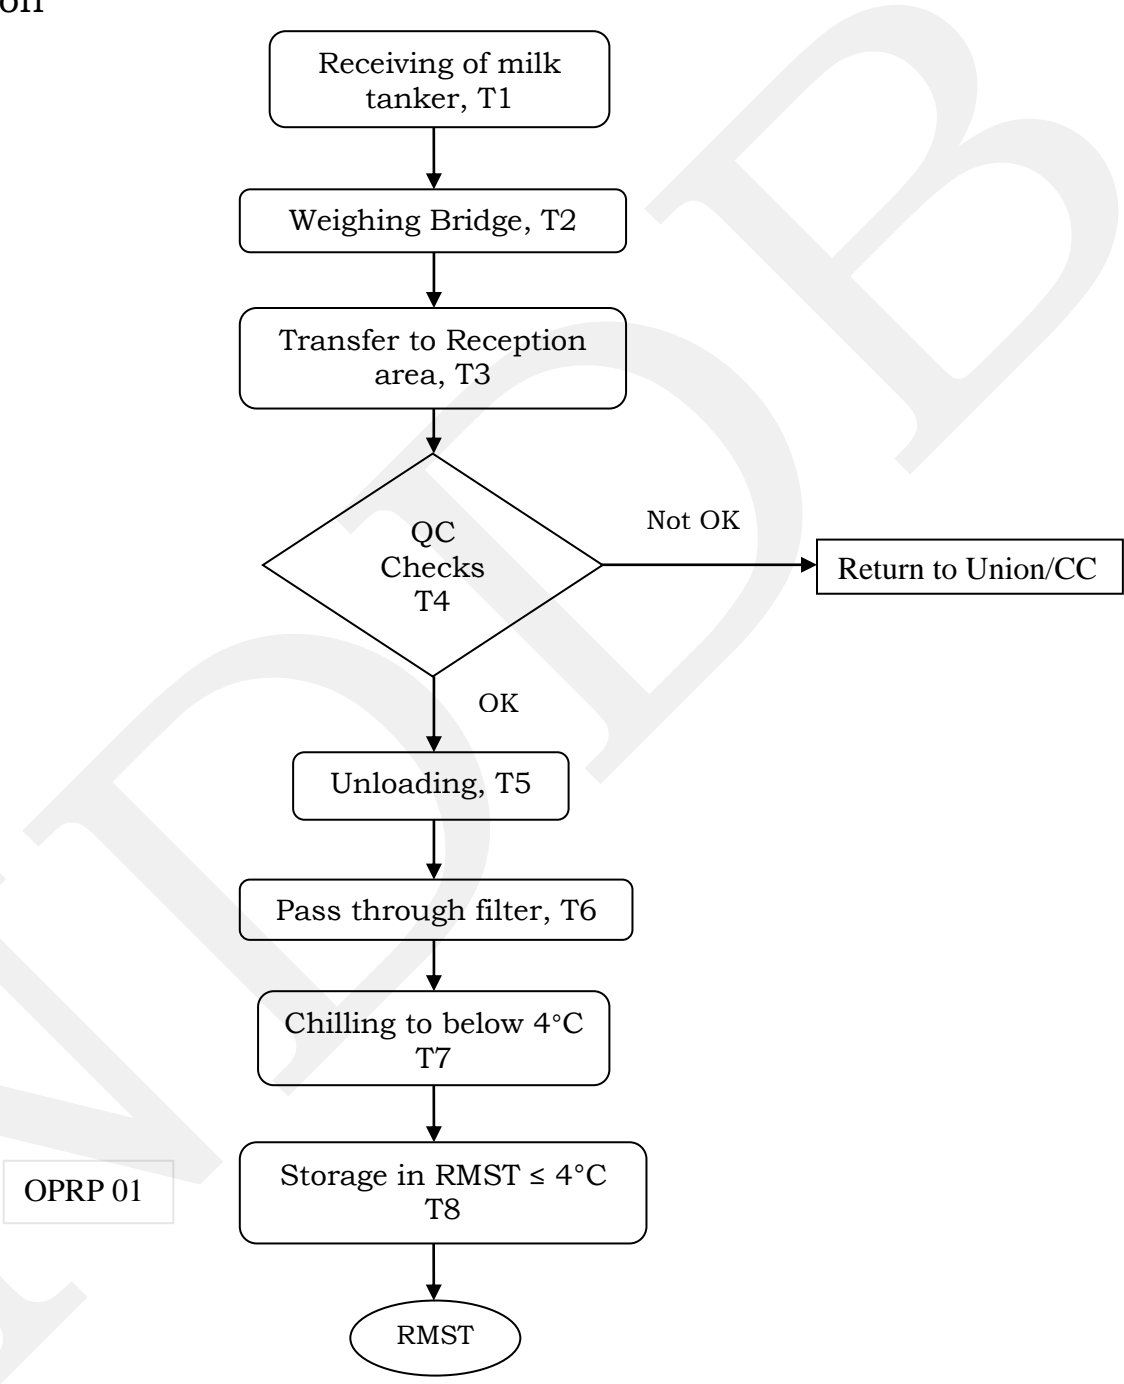 Receiving of milk
tanker, T1
Weighing Bridge, T2
Transfer to Reception
area, T3
QC
Checks
T4
Not OK
Return to Union/CC
OK
Unloading, T5
Pass through filter, T6
Chilling to below 4°C
T7
Storage in RMST ≤ 4°C
T8
OPRP 01
RMST
NDDB